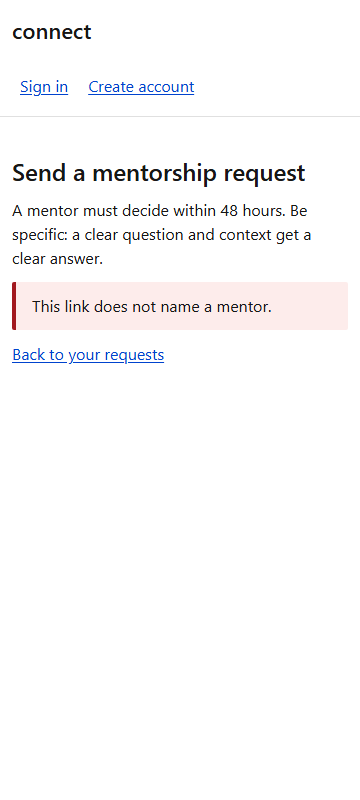 connect
Sign in Create account
Send a mentorship request
A mentor must decide within 48 hours. Be
specific: a clear question and context get a
clear answer.
This link does not name a mentor.
Back to your requests